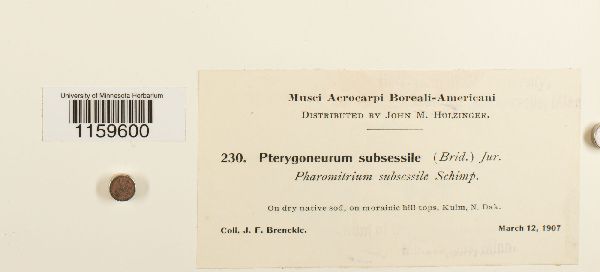 University of Minnesota Herbarium
1159600
Musci Acrocarpi Boreali-Americani
Distributed by John M. Holzinger.
230. Pterygoneurum subsessile (Brid.) Jur.
Pharomitrium subsessile Schimp.
On dry native sod, on morainic hill tops, Kulm, N. Dak.
Coll. J. F. Brenckle. March 12, 1907